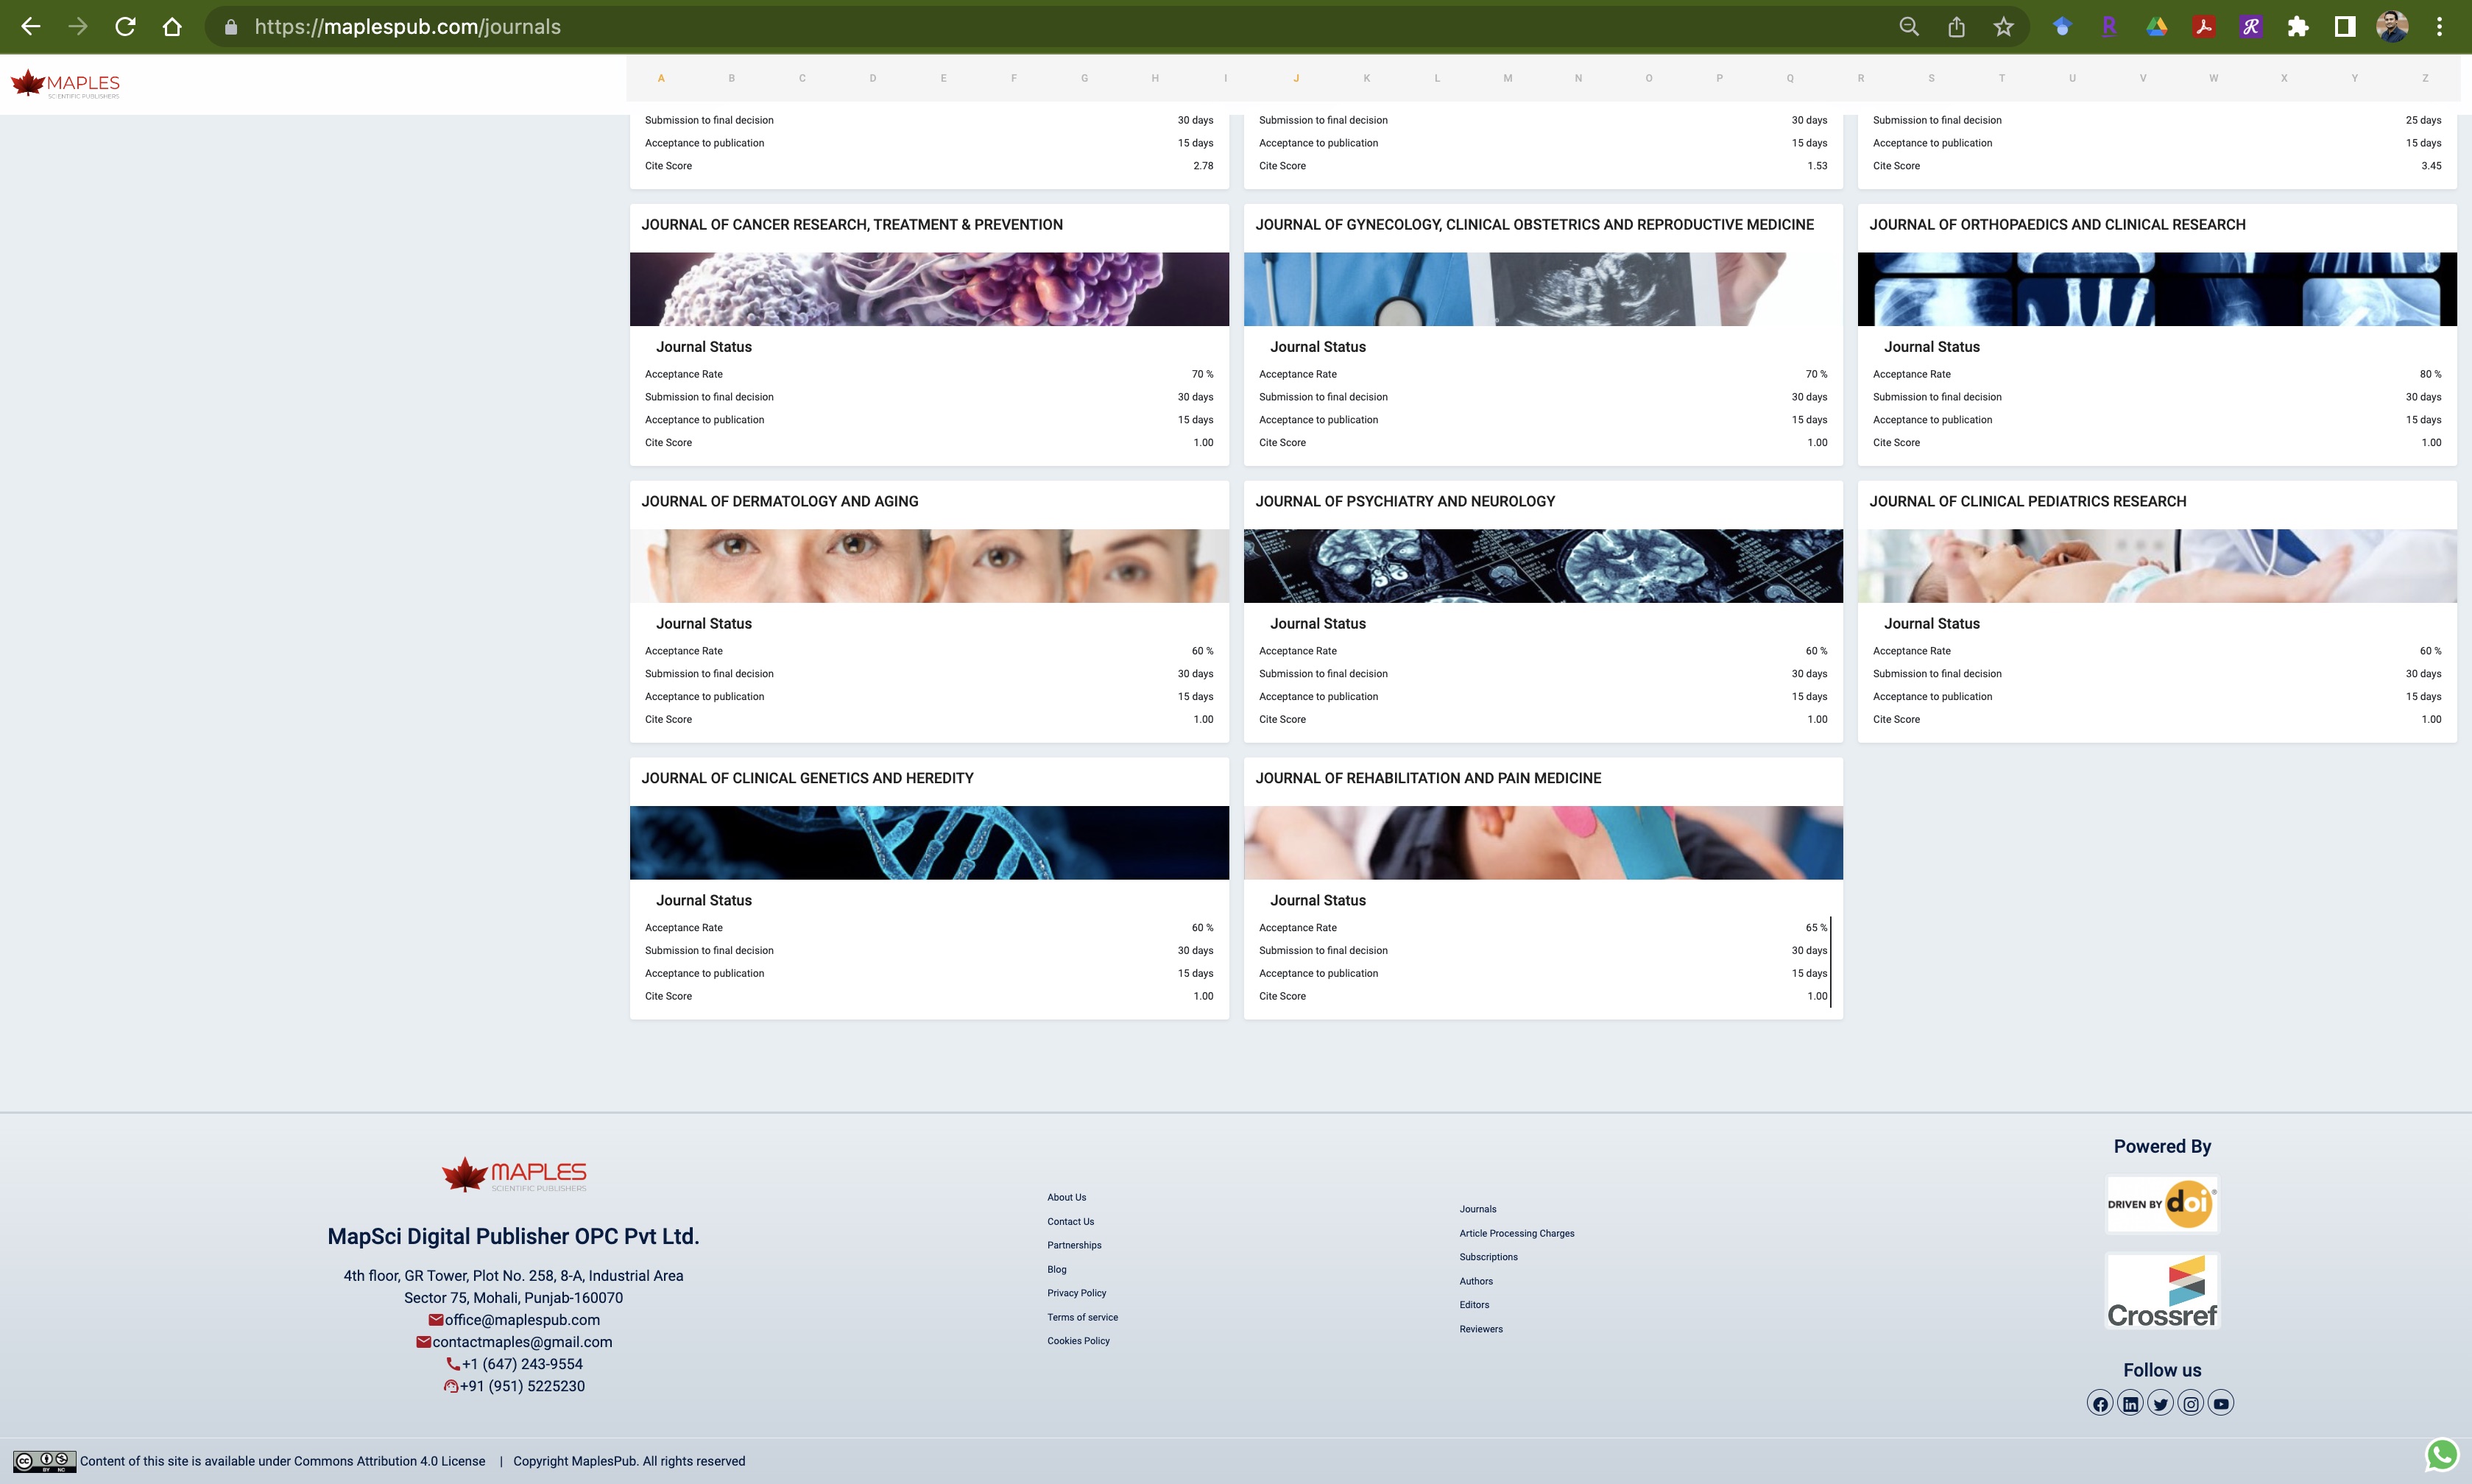 https://maplespub.com/journals
MAPLES
SCIENTIFIC PUBLISHERS
A B C D E F G H I J K L M N O P Q R S T U V W X Y Z
Submission to final decision 30 days
Acceptance to publication 15 days
Cite Score 2.78
Submission to final decision 30 days
Acceptance to publication 15 days
Cite Score 1.53
Submission to final decision 25 days
Acceptance to publication 15 days
Cite Score 3.45
JOURNAL OF CANCER RESEARCH, TREATMENT & PREVENTION
Journal Status
Acceptance Rate 70 %
Submission to final decision 30 days
Acceptance to publication 15 days
Cite Score 1.00
JOURNAL OF GYNECOLOGY, CLINICAL OBSTETRICS AND REPRODUCTIVE MEDICINE
Journal Status
Acceptance Rate 70 %
Submission to final decision 30 days
Acceptance to publication 15 days
Cite Score 1.00
JOURNAL OF ORTHOPAEDICS AND CLINICAL RESEARCH
Journal Status
Acceptance Rate 80 %
Submission to final decision 30 days
Acceptance to publication 15 days
Cite Score 1.00
JOURNAL OF DERMATOLOGY AND AGING
Journal Status
Acceptance Rate 60 %
Submission to final decision 30 days
Acceptance to publication 15 days
Cite Score 1.00
JOURNAL OF PSYCHIATRY AND NEUROLOGY
Journal Status
Acceptance Rate 60 %
Submission to final decision 30 days
Acceptance to publication 15 days
Cite Score 1.00
JOURNAL OF CLINICAL PEDIATRICS RESEARCH
Journal Status
Acceptance Rate 60 %
Submission to final decision 30 days
Acceptance to publication 15 days
Cite Score 1.00
JOURNAL OF CLINICAL GENETICS AND HEREDITY
Journal Status
Acceptance Rate 60 %
Submission to final decision 30 days
Acceptance to publication 15 days
Cite Score 1.00
JOURNAL OF REHABILITATION AND PAIN MEDICINE
Journal Status
Acceptance Rate 65 %
Submission to final decision 30 days
Acceptance to publication 15 days
Cite Score 1.00
MAPLES
SCIENTIFIC PUBLISHERS
MapSci Digital Publisher OPC Pvt Ltd.
4th floor, GR Tower, Plot No. 258, 8-A, Industrial Area
Sector 75, Mohali, Punjab-160070
office@maplespub.com
contactmaples@gmail.com
+1 (647) 243-9554
+91 (951) 5225230
About Us
Contact Us
Partnerships
Blog
Privacy Policy
Terms of service
Cookies Policy
Journals
Article Processing Charges
Subscriptions
Authors
Editors
Reviewers
Powered By
DRIVEN BY doi®
Crossref
Follow us
cc BY NC
Content of this site is available under Commons Attribution 4.0 License | Copyright MaplesPub. All rights reserved